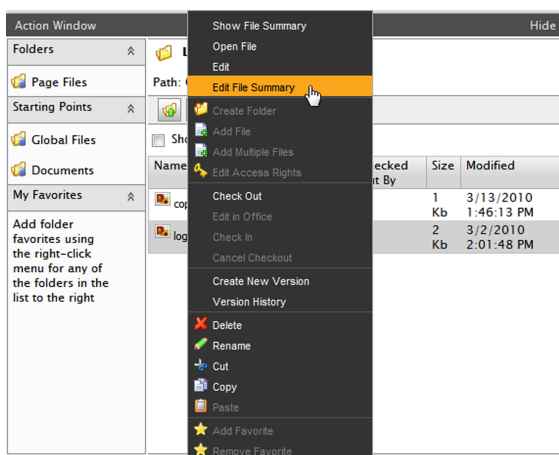 Action Window
Hide
Folders
Page Files
Starting Points
Global Files
Documents
My Favorites
Add folder
favorites using
the right-click
menu for any of
the folders in the
list to the right
Path:
Name
Size Modified
t By
1 3/13/2010
Kb 1:46:13 PM
2 3/2/2010
Kb 2:01:48 PM
Show File Summary
Open File
Edit
Edit File Summary
Create Folder
Add File
Add Multiple Files
Edit Access Rights
Check Out
Edit in Office
Check In
Cancel Checkout
Create New Version
Version History
Delete
Rename
Cut
Copy
Paste
Add Favorite
Remove Favorite